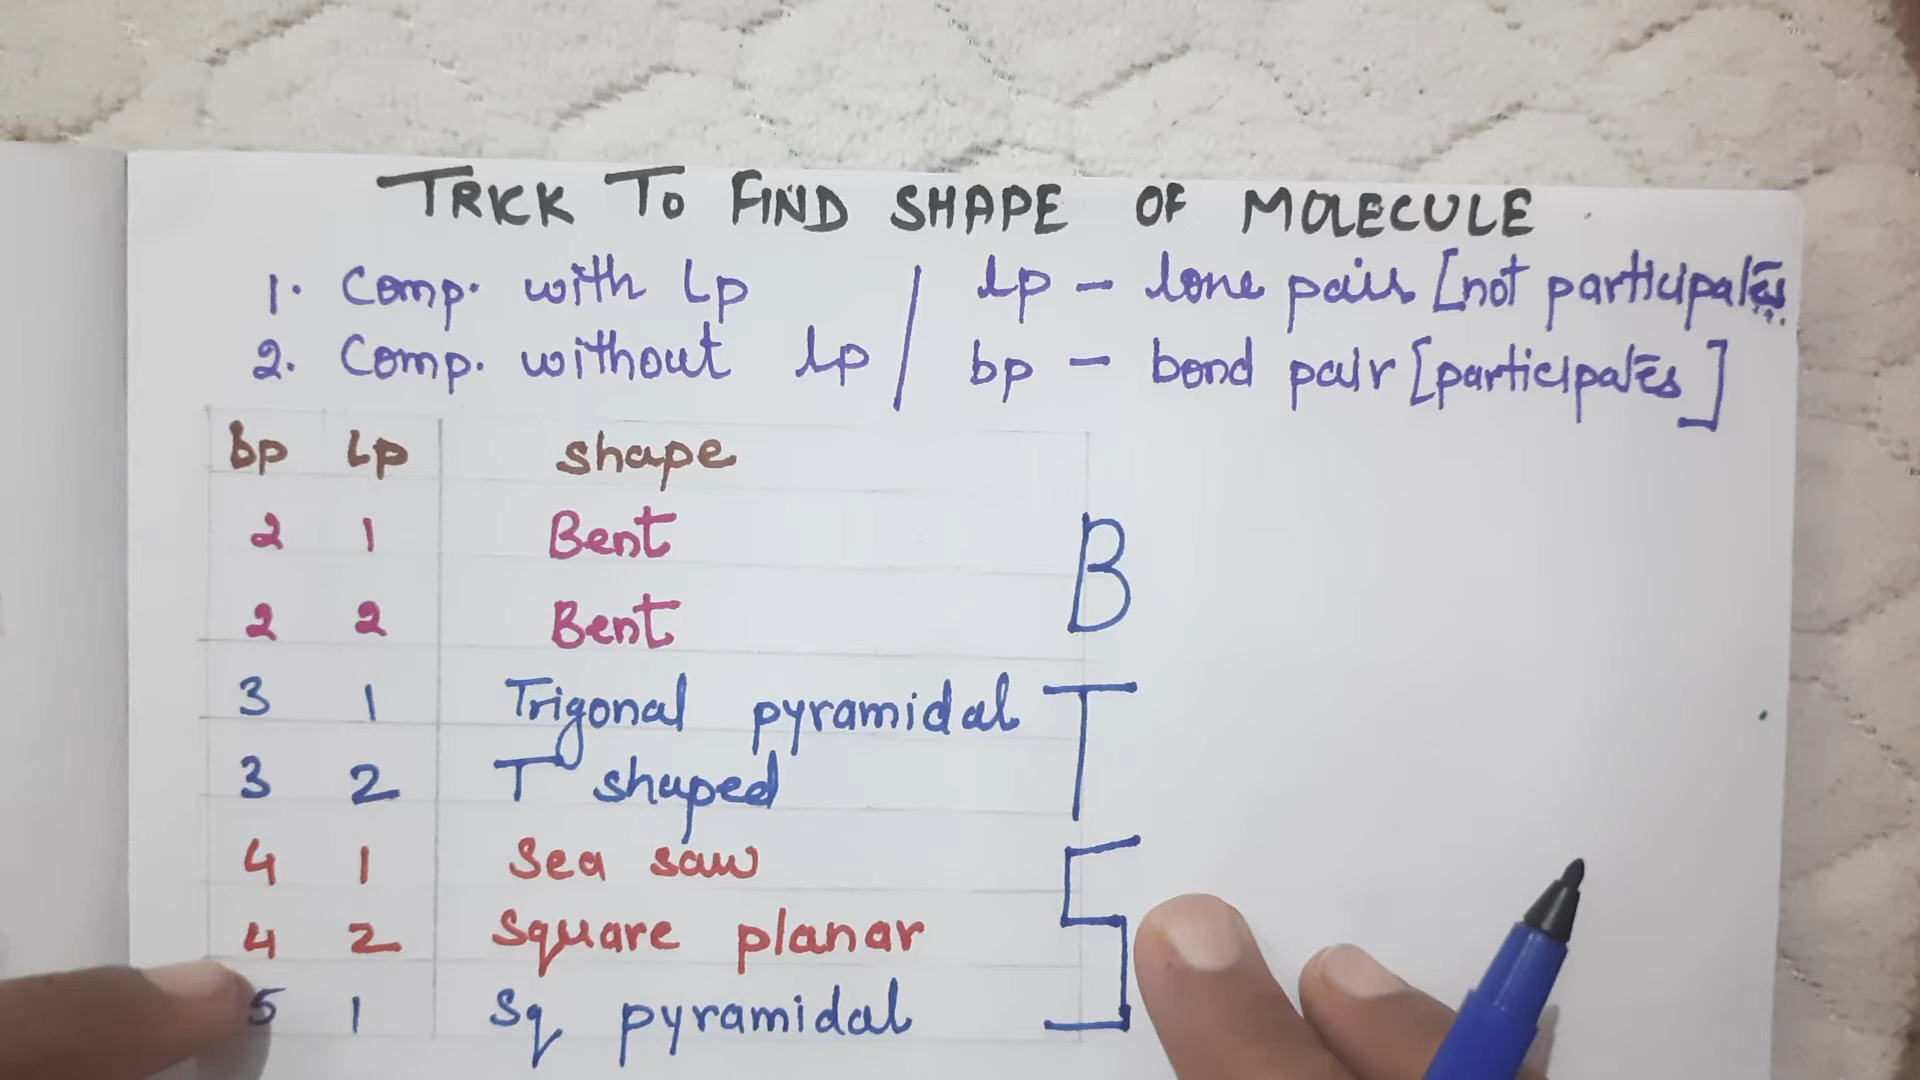 TRICK TO FIND SHAPE OF MOLECULE
1. Comp. with Lp / lp - lone pair [not participates
2. Comp. without lp / bp - bond pair [participates]
bp Lp shape
2 1 Bent
B
2 2 Bent
3 1 Trigonal pyramidal
T
3 2 T shaped
4 1 Sea saw
S
4 2 Square planar
5 1 Sq pyramidal